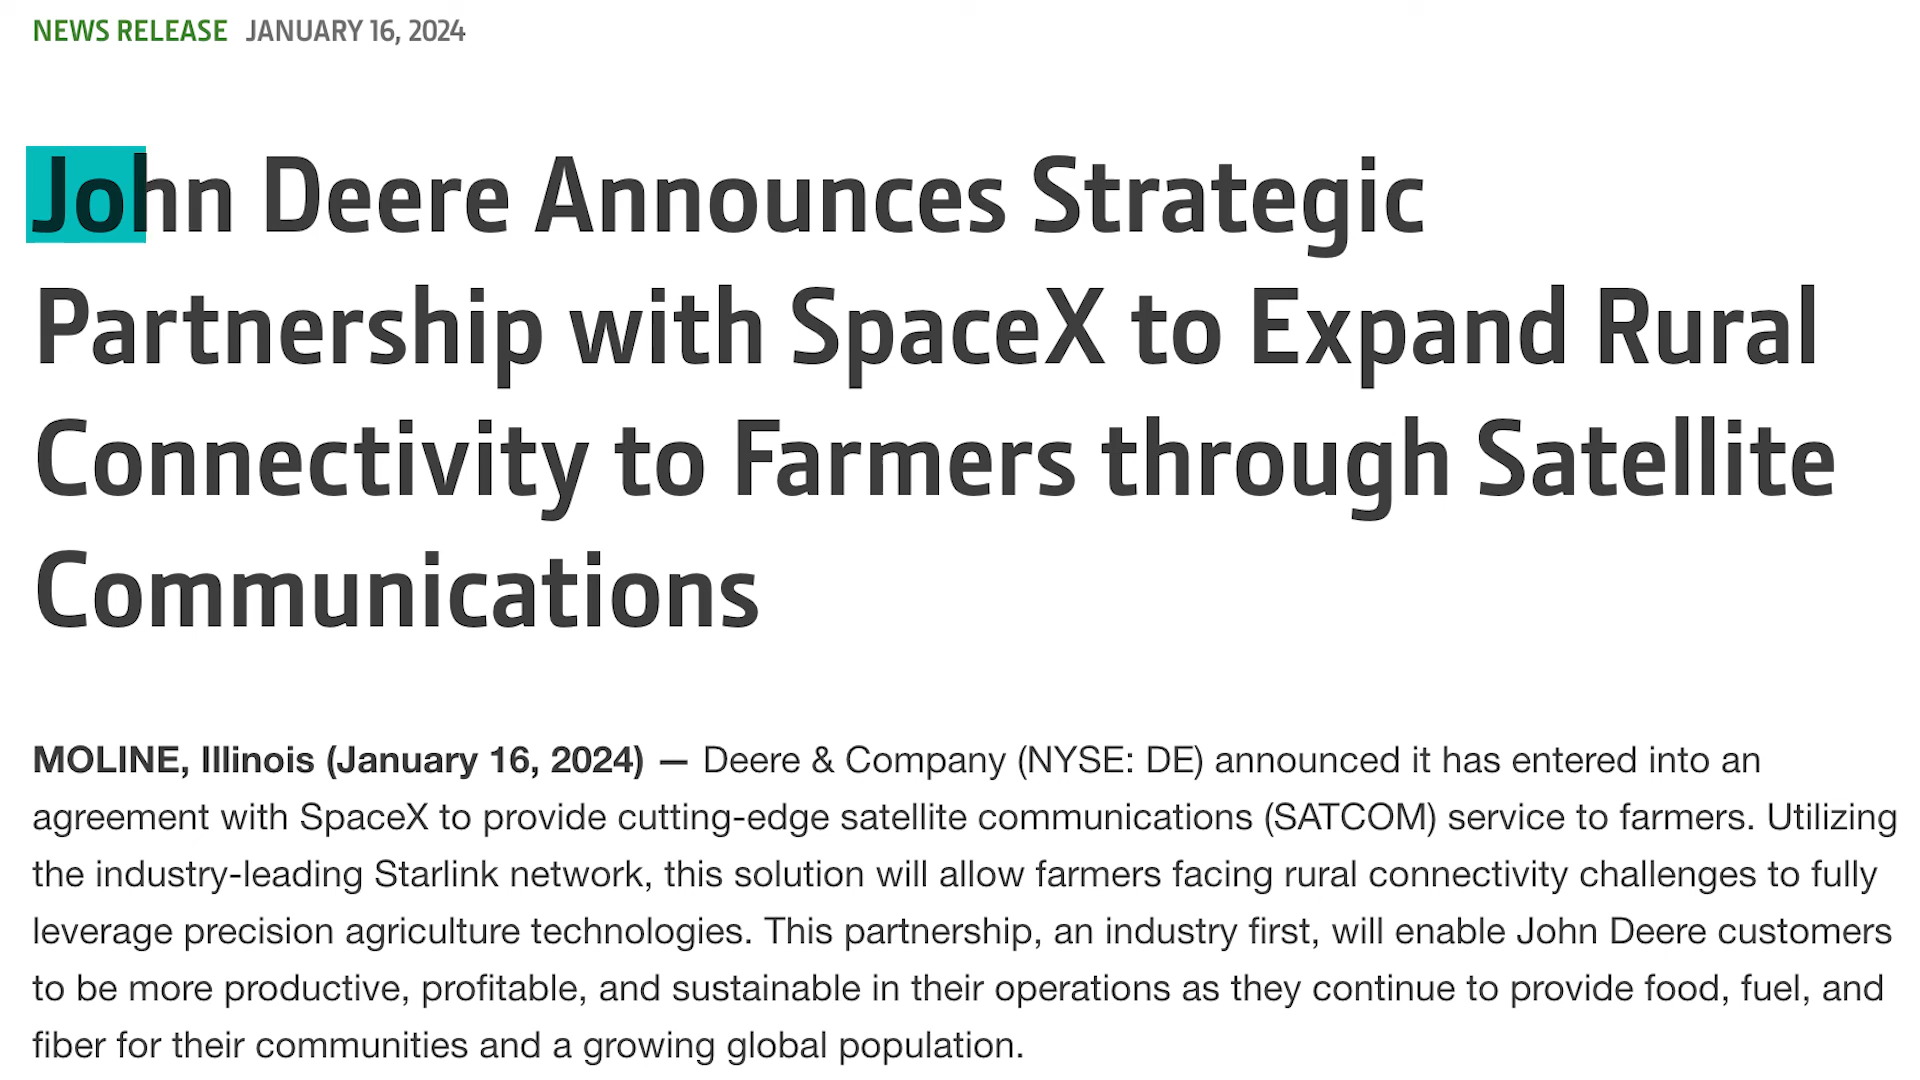 NEWS RELEASE JANUARY 16, 2024
John Deere Announces Strategic
Partnership with SpaceX to Expand Rural
Connectivity to Farmers through Satellite
Communications
MOLINE, Illinois (January 16, 2024) — Deere & Company (NYSE: DE) announced it has entered into an
agreement with SpaceX to provide cutting-edge satellite communications (SATCOM) service to farmers. Utilizing
the industry-leading Starlink network, this solution will allow farmers facing rural connectivity challenges to fully
leverage precision agriculture technologies. This partnership, an industry first, will enable John Deere customers
to be more productive, profitable, and sustainable in their operations as they continue to provide food, fuel, and
fiber for their communities and a growing global population.